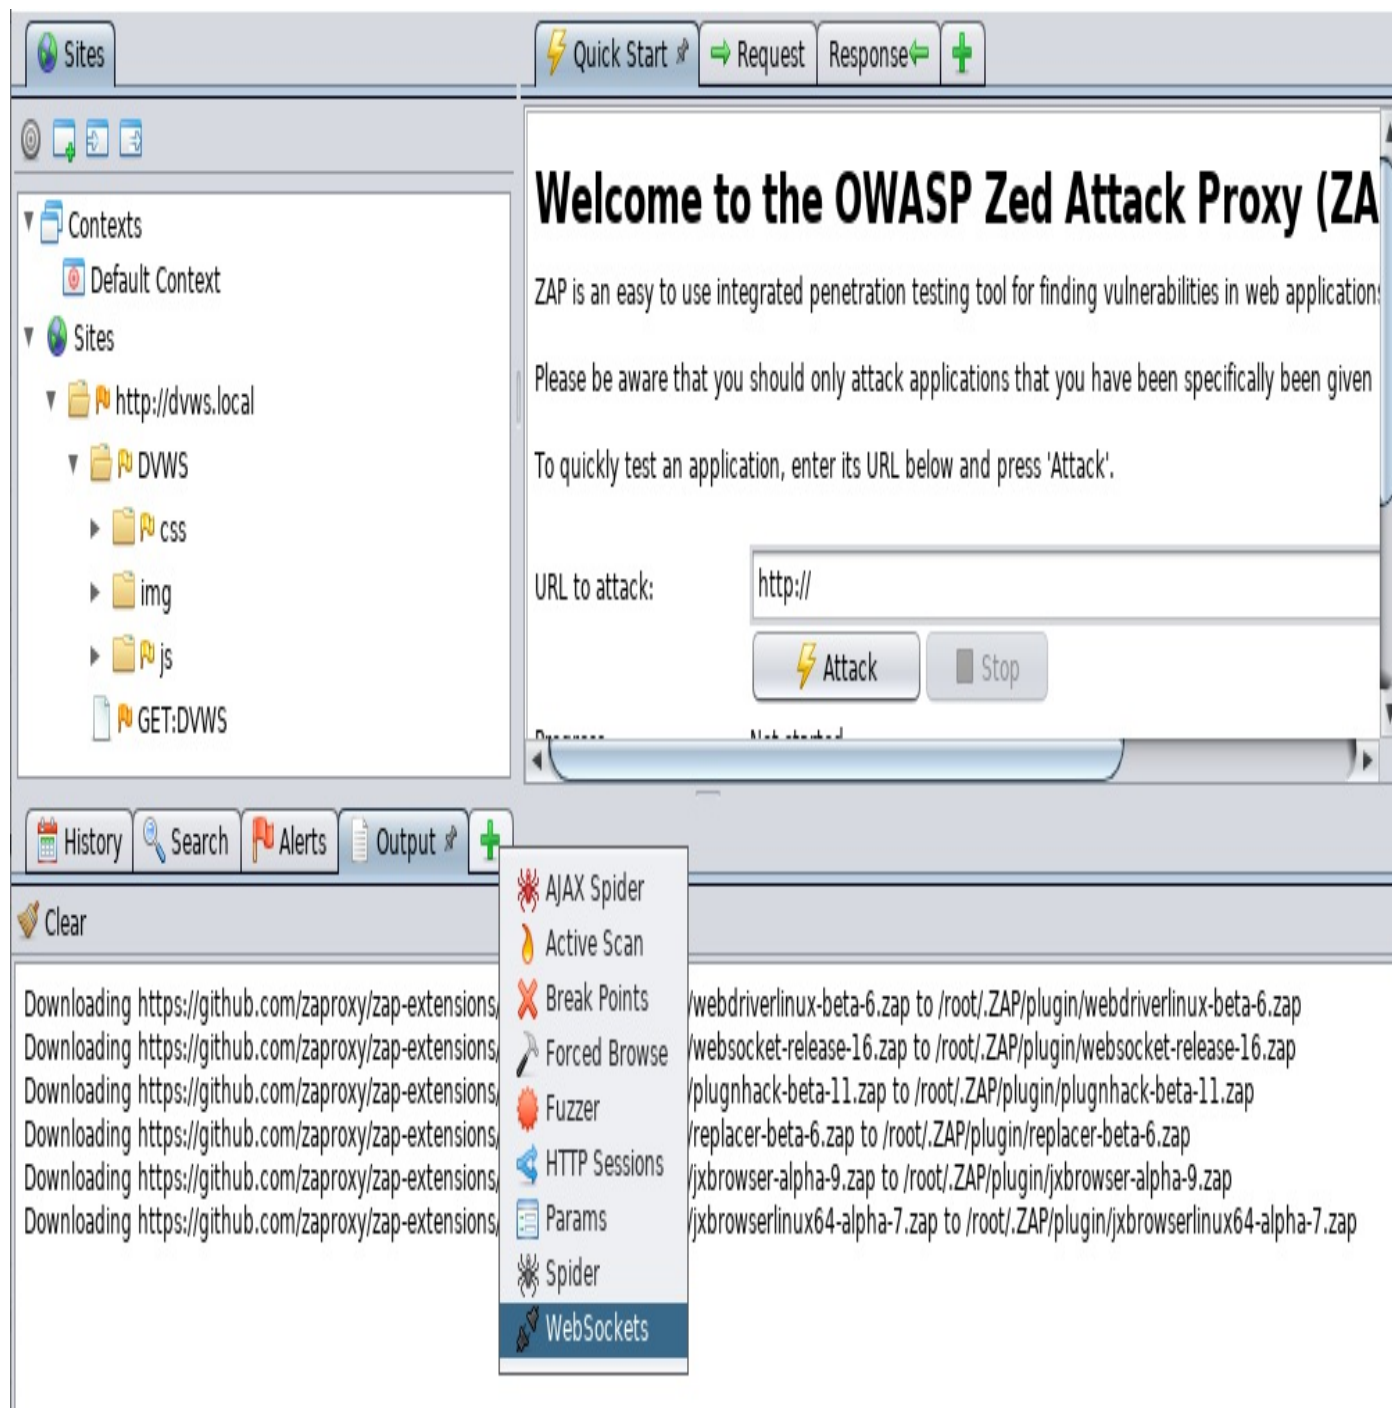 Sites
Quick Start
Request
Response
Contexts
Default Context
Sites
http://dvws.local
DVWS
css
img
js
GET:DVWS
Welcome to the OWASP Zed Attack Proxy (ZA
ZAP is an easy to use integrated penetration testing tool for finding vulnerabilities in web applications
Please be aware that you should only attack applications that you have been specifically been given
To quickly test an application, enter its URL below and press 'Attack'.
URL to attack:
http://
Attack
Stop
Progress
Not started
History
Search
Alerts
Output
Clear
AJAX Spider
Active Scan
Break Points
Forced Browse
Fuzzer
HTTP Sessions
Params
Spider
WebSockets
Downloading https://github.com/zaproxy/zap-extensions/ /webdriverlinux-beta-6.zap to /root/.ZAP/plugin/webdriverlinux-beta-6.zap
Downloading https://github.com/zaproxy/zap-extensions/ /websocket-release-16.zap to /root/.ZAP/plugin/websocket-release-16.zap
Downloading https://github.com/zaproxy/zap-extensions/ /plugnhack-beta-11.zap to /root/.ZAP/plugin/plugnhack-beta-11.zap
Downloading https://github.com/zaproxy/zap-extensions/ /replacer-beta-6.zap to /root/.ZAP/plugin/replacer-beta-6.zap
Downloading https://github.com/zaproxy/zap-extensions/ /jxbrowser-alpha-9.zap to /root/.ZAP/plugin/jxbrowser-alpha-9.zap
Downloading https://github.com/zaproxy/zap-extensions/ /jxbrowserlinux64-alpha-7.zap to /root/.ZAP/plugin/jxbrowserlinux64-alpha-7.zap